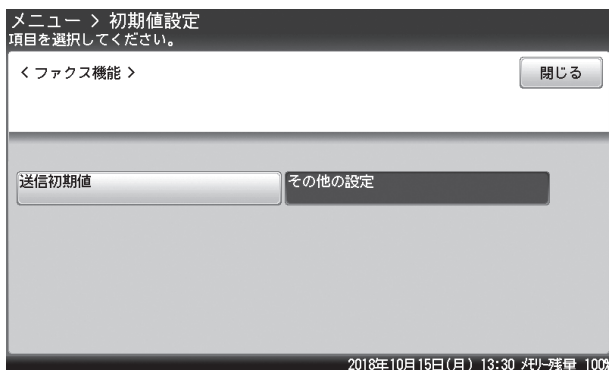 メニュー > 初期値設定
項目を選択してください。
<ファクス機能>
閉じる
送信初期値
その他の設定
2018年10月15日(月) 13:30 メモリー残量 100%